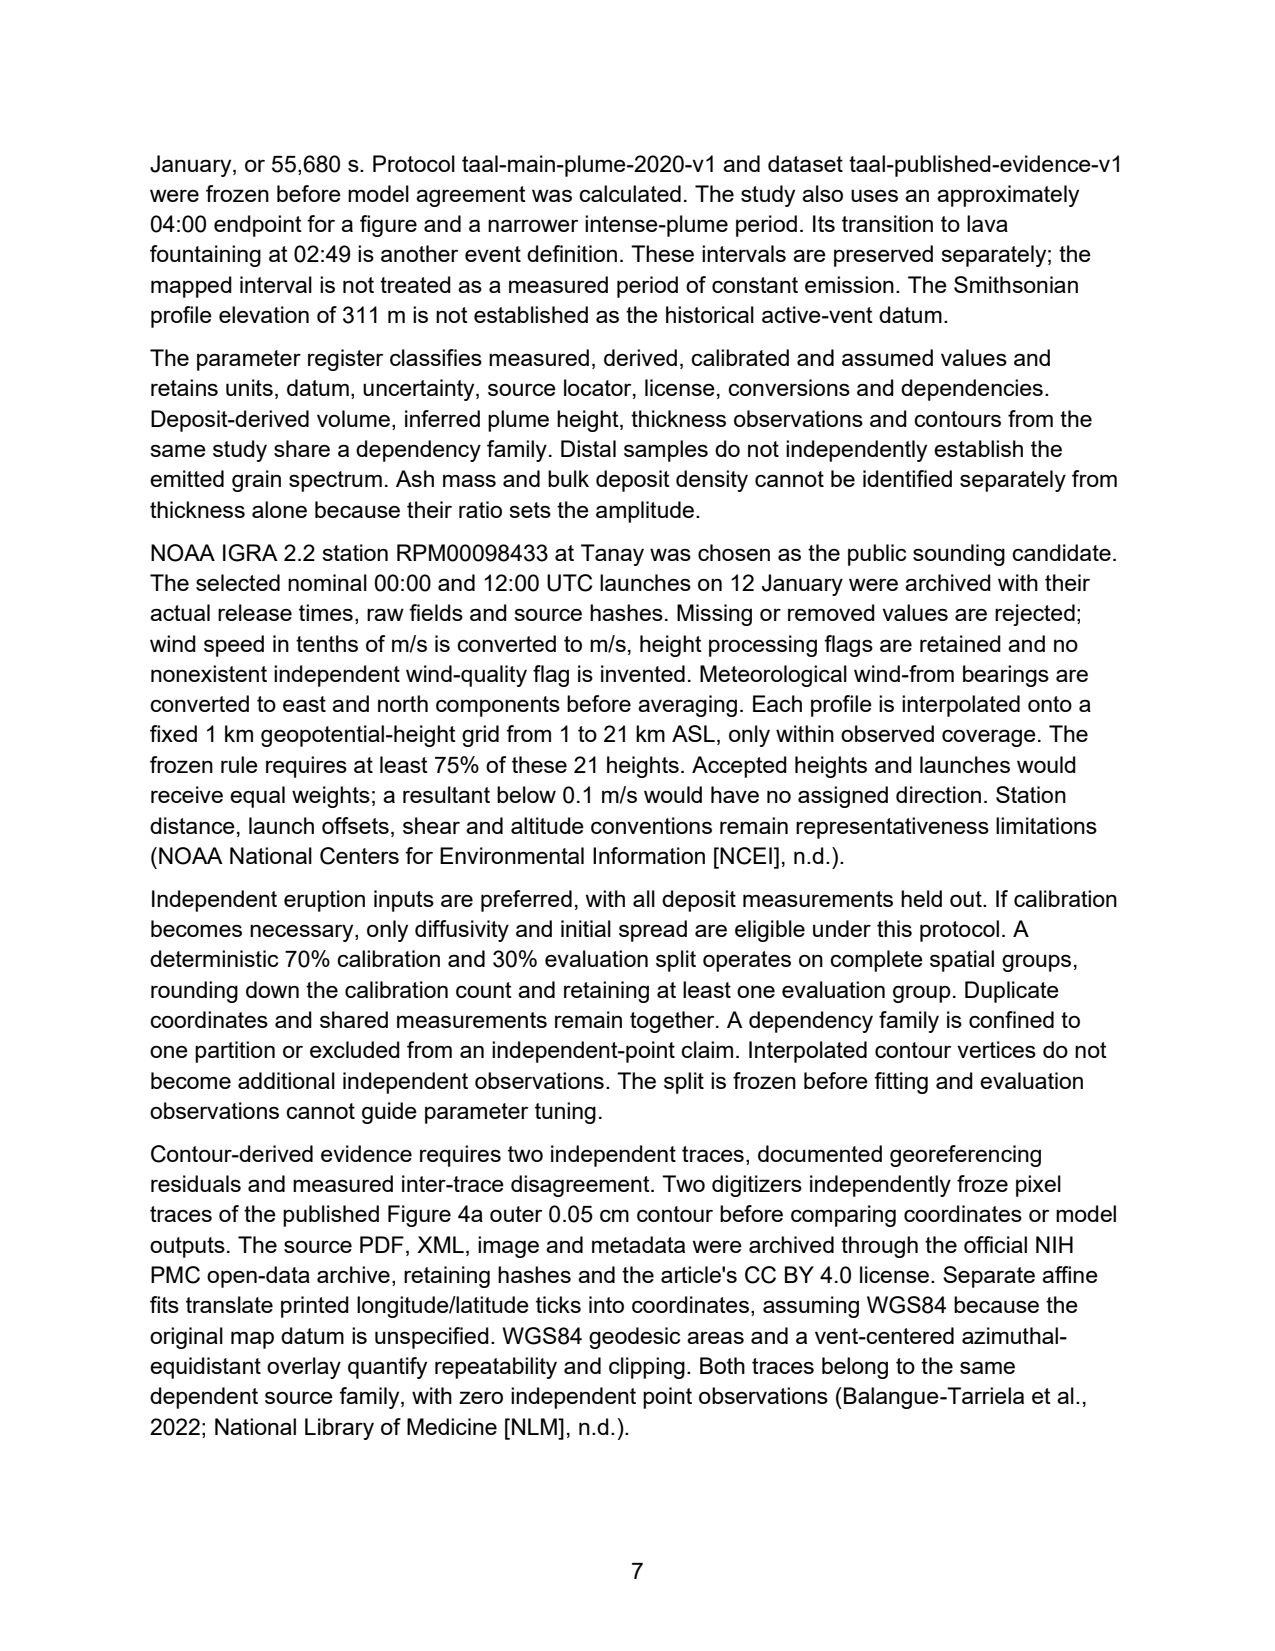 January, or 55,680 s. Protocol taal-main-plume-2020-v1 and dataset taal-published-evidence-v1
were frozen before model agreement was calculated. The study also uses an approximately
04:00 endpoint for a figure and a narrower intense-plume period. Its transition to lava
fountaining at 02:49 is another event definition. These intervals are preserved separately; the
mapped interval is not treated as a measured period of constant emission. The Smithsonian
profile elevation of 311 m is not established as the historical active-vent datum.
The parameter register classifies measured, derived, calibrated and assumed values and
retains units, datum, uncertainty, source locator, license, conversions and dependencies.
Deposit-derived volume, inferred plume height, thickness observations and contours from the
same study share a dependency family. Distal samples do not independently establish the
emitted grain spectrum. Ash mass and bulk deposit density cannot be identified separately from
thickness alone because their ratio sets the amplitude.
NOAA IGRA 2.2 station RPM00098433 at Tanay was chosen as the public sounding candidate.
The selected nominal 00:00 and 12:00 UTC launches on 12 January were archived with their
actual release times, raw fields and source hashes. Missing or removed values are rejected;
wind speed in tenths of m/s is converted to m/s, height processing flags are retained and no
nonexistent independent wind-quality flag is invented. Meteorological wind-from bearings are
converted to east and north components before averaging. Each profile is interpolated onto a
fixed 1 km geopotential-height grid from 1 to 21 km ASL, only within observed coverage. The
frozen rule requires at least 75% of these 21 heights. Accepted heights and launches would
receive equal weights; a resultant below 0.1 m/s would have no assigned direction. Station
distance, launch offsets, shear and altitude conventions remain representativeness limitations
(NOAA National Centers for Environmental Information [NCEI], n.d.).
Independent eruption inputs are preferred, with all deposit measurements held out. If calibration
becomes necessary, only diffusivity and initial spread are eligible under this protocol. A
deterministic 70% calibration and 30% evaluation split operates on complete spatial groups,
rounding down the calibration count and retaining at least one evaluation group. Duplicate
coordinates and shared measurements remain together. A dependency family is confined to
one partition or excluded from an independent-point claim. Interpolated contour vertices do not
become additional independent observations. The split is frozen before fitting and evaluation
observations cannot guide parameter tuning.
Contour-derived evidence requires two independent traces, documented georeferencing
residuals and measured inter-trace disagreement. Two digitizers independently froze pixel
traces of the published Figure 4a outer 0.05 cm contour before comparing coordinates or model
outputs. The source PDF, XML, image and metadata were archived through the official NIH
PMC open-data archive, retaining hashes and the article's CC BY 4.0 license. Separate affine
fits translate printed longitude/latitude ticks into coordinates, assuming WGS84 because the
original map datum is unspecified. WGS84 geodesic areas and a vent-centered azimuthal-
equidistant overlay quantify repeatability and clipping. Both traces belong to the same
dependent source family, with zero independent point observations (Balangue-Tarriela et al.,
2022; National Library of Medicine [NLM], n.d.).
7